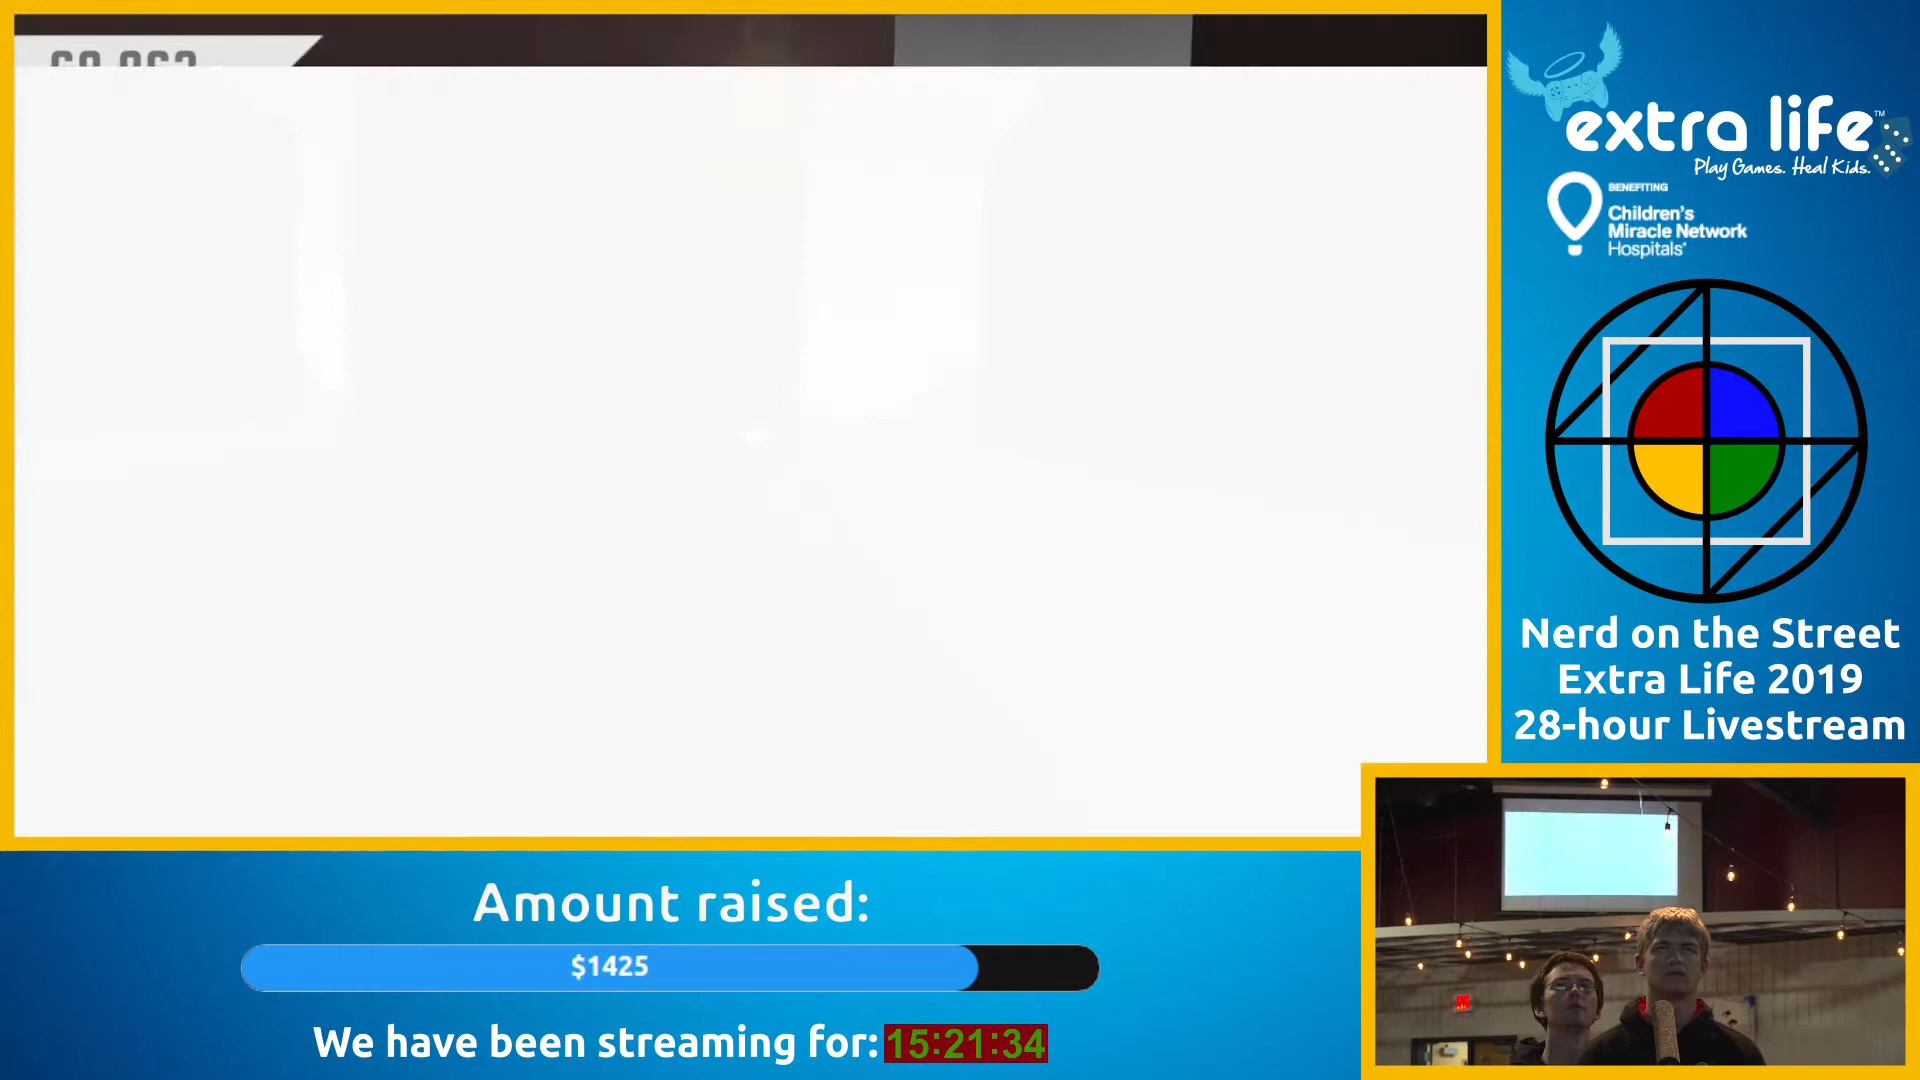 extra life™
Play Games. Heal Kids.
BENEFITING
Children's
Miracle Network
Hospitals®
Nerd on the Street
Extra Life 2019
28-hour Livestream
Amount raised:
$1425
We have been streaming for: 15:21:34